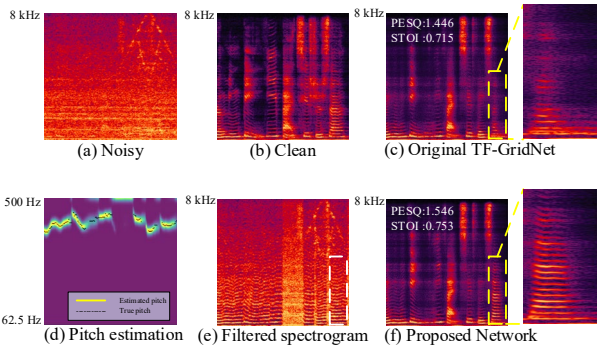 8 kHz
8 kHz
8 kHz
PESQ:1.446
STOI :0.715
(a) Noisy
(b) Clean
(c) Original TF-GridNet
500 Hz
8 kHz
8 kHz
PESQ:1.546
STOI :0.753
Estimated pitch
True pitch
62.5 Hz
(d) Pitch estimation
(e) Filtered spectrogram
(f) Proposed Network